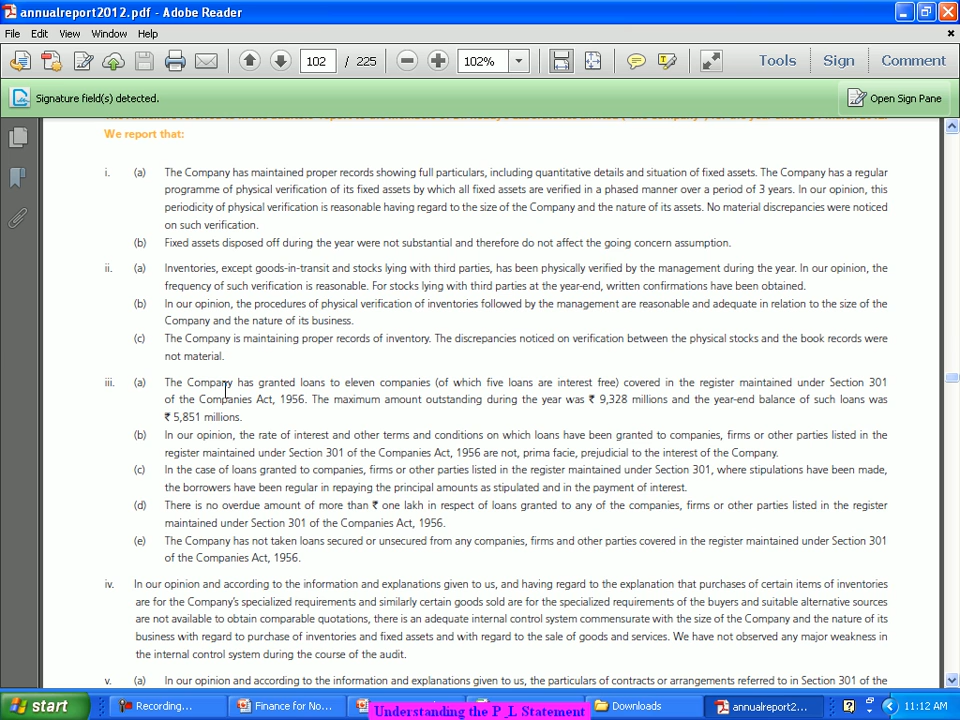 annualreport2012.pdf - Adobe Reader
File Edit View Window Help
102 / 225 102% Tools Sign Comment
Signature field(s) detected. Open Sign Pane
We report that:
i. (a) The Company has maintained proper records showing full particulars, including quantitative details and situation of fixed assets. The Company has a regular
programme of physical verification of its fixed assets by which all fixed assets are verified in a phased manner over a period of 3 years. In our opinion, this
periodicity of physical verification is reasonable having regard to the size of the Company and the nature of its assets. No material discrepancies were noticed
on such verification.
(b) Fixed assets disposed off during the year were not substantial and therefore do not affect the going concern assumption.
ii. (a) Inventories, except goods-in-transit and stocks lying with third parties, has been physically verified by the management during the year. In our opinion, the
frequency of such verification is reasonable. For stocks lying with third parties at the year-end, written confirmations have been obtained.
(b) In our opinion, the procedures of physical verification of inventories followed by the management are reasonable and adequate in relation to the size of the
Company and the nature of its business.
(c) The Company is maintaining proper records of inventory. The discrepancies noticed on verification between the physical stocks and the book records were
not material.
iii. (a) The Company has granted loans to eleven companies (of which five loans are interest free) covered in the register maintained under Section 301
of the Companies Act, 1956. The maximum amount outstanding during the year was ₹ 9,328 millions and the year-end balance of such loans was
₹ 5,851 millions.
(b) In our opinion, the rate of interest and other terms and conditions on which loans have been granted to companies, firms or other parties listed in the
register maintained under Section 301 of the Companies Act, 1956 are not, prima facie, prejudicial to the interest of the Company.
(c) In the case of loans granted to companies, firms or other parties listed in the register maintained under Section 301, where stipulations have been made,
the borrowers have been regular in repaying the principal amounts as stipulated and in the payment of interest.
(d) There is no overdue amount of more than ₹ one lakh in respect of loans granted to any of the companies, firms or other parties listed in the register
maintained under Section 301 of the Companies Act, 1956.
(e) The Company has not taken loans secured or unsecured from any companies, firms and other parties covered in the register maintained under Section 301
of the Companies Act, 1956.
iv. In our opinion and according to the information and explanations given to us, and having regard to the explanation that purchases of certain items of inventories
are for the Company's specialized requirements and similarly certain goods sold are for the specialized requirements of the buyers and suitable alternative sources
are not available to obtain comparable quotations, there is an adequate internal control system commensurate with the size of the Company and the nature of its
business with regard to purchase of inventories and fixed assets and with regard to the sale of goods and services. We have not observed any major weakness in
the internal control system during the course of the audit.
v. (a) In our opinion and according to the information and explanations given to us, the particulars of contracts or arrangements referred to in Section 301 of the
start Recording... Finance for No... Downloads annualreport2... 11:12 AM
Understanding the P_L Statement